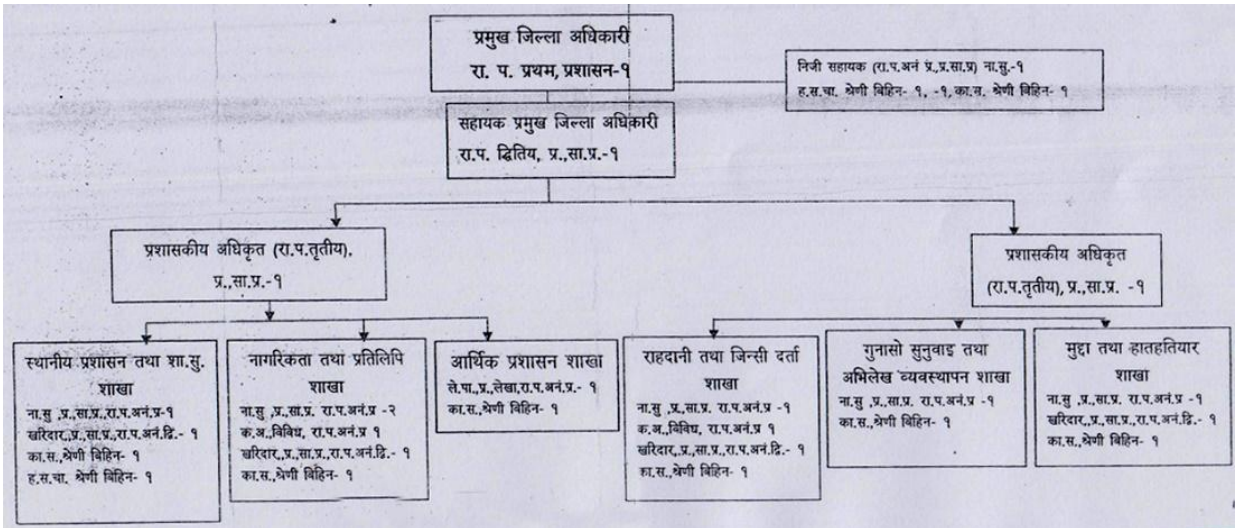 प्रमुख जिल्ला अधिकारी
रा. प. प्रथम, प्रशासन-१
निजी सहायक (रा.प.अनं प्र.,प्र.सा.प्र) ना.सु.-१
ह.स.चा. श्रेणी बिहिन- १, -१ का.स. श्रेणी बिहिन- १
सहायक प्रमुख जिल्ला अधिकारी
रा.प. द्वितिय, प्र.,सा.प्र.-१
प्रशासकीय अधिकृत (रा.प.तृतीय),
प्र.,सा.प्र.-१
प्रशासकीय अधिकृत
(रा.प.तृतीय), प्र.,सा.प्र. -१
स्थानीय प्रशासन तथा शा.सु.
शाखा
ना.सु ,प्र.,सा.प्र.,रा.प.अनं.प्र-१
खरिदार,,प्र.,सा.प्र.,रा.प.अनं.द्वि.- १
का.स.,श्रेणी बिहिन- १
ह.स.चा. श्रेणी बिहिन- १
नागरिकता तथा प्रतिलिपि
शाखा
ना.सु ,प्र.,सा.प्र. रा.प.अनं.प्र -२
क.अ.,विविध, रा.प.अनं.प्र १
खरिदार,,प्र.,सा.प्र.,रा.प.अनं.द्वि.- १
का.स.,श्रेणी बिहिन- १
आर्थिक प्रशासन शाखा
ले.पा.,प्र.,लेखा,रा.प.अनं.प्र.- १
का.स.,श्रेणी बिहिन- १
राहदानी तथा जिन्सी दर्ता
शाखा
ना.सु ,प्र.,सा.प्र. रा.प.अनं.प्र -१
क.अ.,विविध, रा.प.अनं.प्र १
खरिदार,,प्र.,सा.प्र.,रा.प.अनं.द्वि.- १
का.स.,श्रेणी बिहिन- १
गुनासो सुनुवाइ तथा
अभिलेख व्यवस्थापन शाखा
ना.सु ,प्र.,सा.प्र. रा.प.अनं.प्र -१
का.स.,श्रेणी बिहिन- १
मुद्दा तथा हातहतियार
शाखा
ना.सु ,प्र.,सा.प्र. रा.प.अनं.प्र -१
खरिदार,,प्र.,सा.प्र.,रा.प.अनं.द्वि.- १
का.स.,श्रेणी बिहिन- १